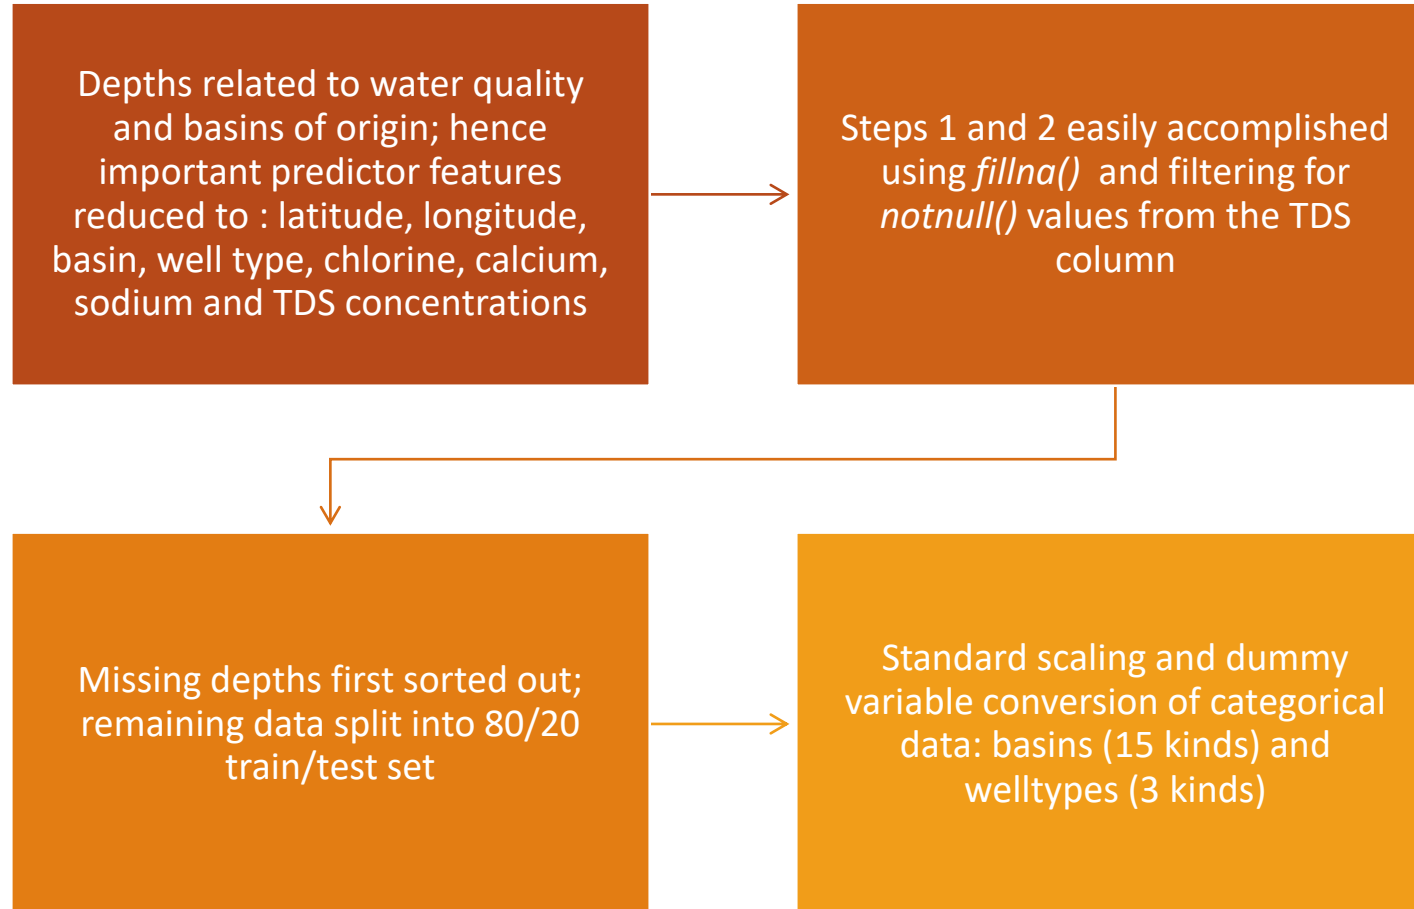 Depths related to water quality
and basins of origin; hence
important predictor features
reduced to : latitude, longitude,
basin, well type, chlorine, calcium,
sodium and TDS concentrations
Steps 1 and 2 easily accomplished
using fillna() and filtering for
notnull() values from the TDS
column
Missing depths first sorted out;
remaining data split into 80/20
train/test set
Standard scaling and dummy
variable conversion of categorical
data: basins (15 kinds) and
welltypes (3 kinds)